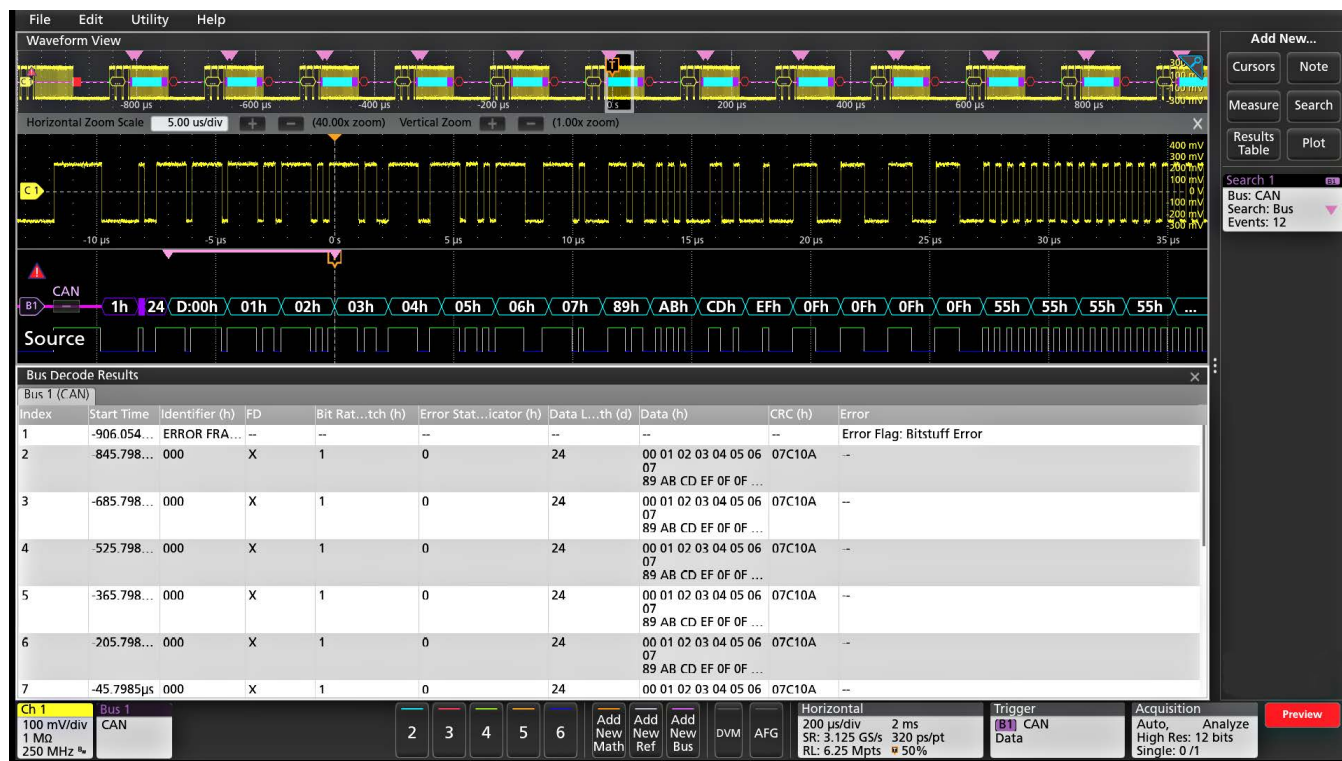 File Edit Utility Help
Waveform View
Add New...
Cursors Note
Measure Search
Results Table Plot
-800 µs -600 µs -400 µs -200 µs 0 s 200 µs 400 µs 600 µs 800 µs
Horizontal Zoom Scale 5.00 us/div + — (40.00x zoom) Vertical Zoom + — (1.00x zoom) X
400 mV
300 mV
200 mV
100 mV
0 V
-100 mV
-200 mV
-300 mV
C 1
-10 µs -5 µs 0 s 5 µs 10 µs 15 µs 20 µs 25 µs 30 µs 35 µs
Search 1 B1
Bus: CAN
Search: Bus
Events: 12
CAN
B1 1h 24 D:00h 01h 02h 03h 04h 05h 06h 07h 89h ABh CDh EFh 0Fh 0Fh 0Fh 0Fh 55h 55h 55h 55h ...
Source
Bus Decode Results
Bus 1 (CAN)
Index Start Time Identifier (h) FD Bit Rat...tch (h) Error Stat...icator (h) Data L...th (d) Data (h) CRC (h) Error
1 -906.054... ERROR FRA... -- -- -- -- -- -- Error Flag: Bitstuff Error
2 -845.798... 000 X 1 0 24 00 01 02 03 04 05 06 07C10A --
07
89 AB CD EF 0F 0F ...
3 -685.798... 000 X 1 0 24 00 01 02 03 04 05 06 07C10A --
07
89 AB CD EF 0F 0F ...
4 -525.798... 000 X 1 0 24 00 01 02 03 04 05 06 07C10A --
07
89 AB CD EF 0F 0F ...
5 -365.798... 000 X 1 0 24 00 01 02 03 04 05 06 07C10A --
07
89 AB CD EF 0F 0F ...
6 -205.798... 000 X 1 0 24 00 01 02 03 04 05 06 07C10A --
07
89 AB CD EF 0F 0F ...
7 -45.7985µs 000 X 1 0 24 00 01 02 03 04 05 06 07C10A --
Ch 1
100 mV/div
1 MΩ
250 MHz
Bus 1
CAN
2 3 4 5 6
Add New Math
Add New Ref
Add New Bus
DVM AFG
Horizontal
200 µs/div 2 ms
SR: 3.125 GS/s 320 ps/pt
RL: 6.25 Mpts 50%
Trigger
B1 CAN
Data
Acquisition
Auto, Analyze
High Res: 12 bits
Single: 0 /1
Preview